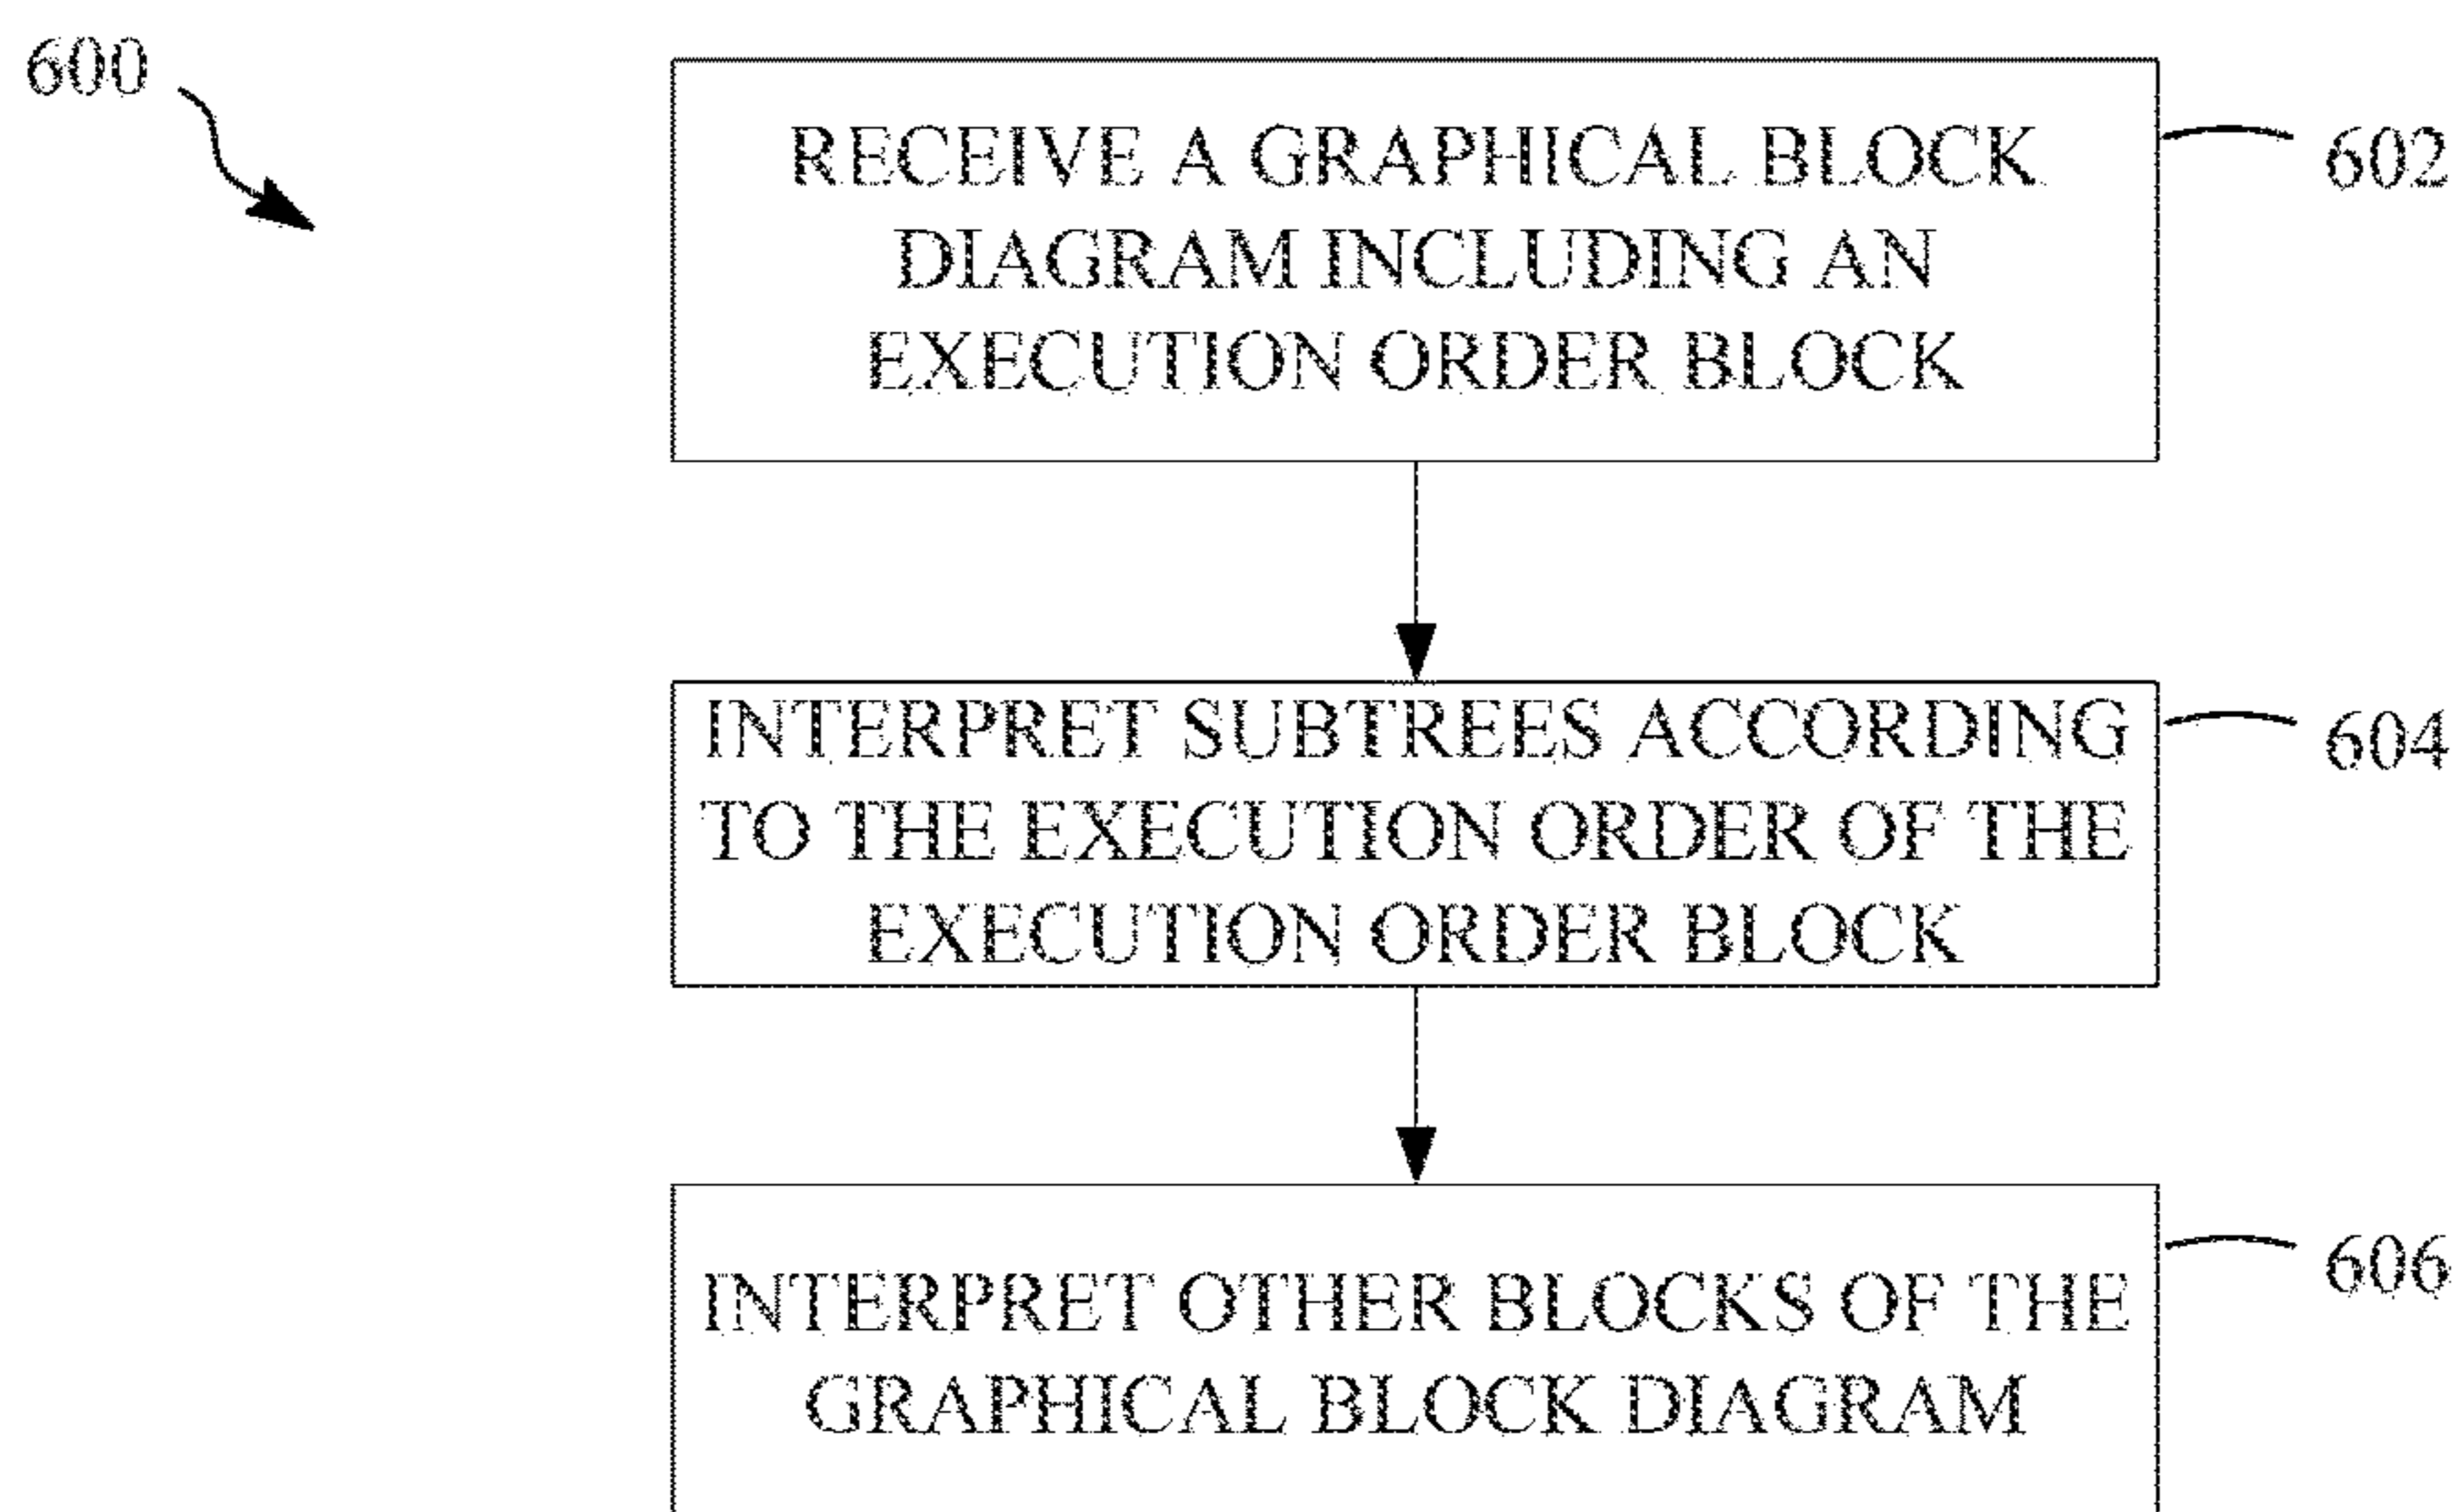 600
RECEIVE A GRAPHICAL BLOCK
DIAGRAM INCLUDING AN
EXECUTION ORDER BLOCK
602
INTERPRET SUBTREES ACCORDING
TO THE EXECUTION ORDER OF THE
EXECUTION ORDER BLOCK
604
INTERPRET OTHER BLOCKS OF THE
GRAPHICAL BLOCK DIAGRAM
606